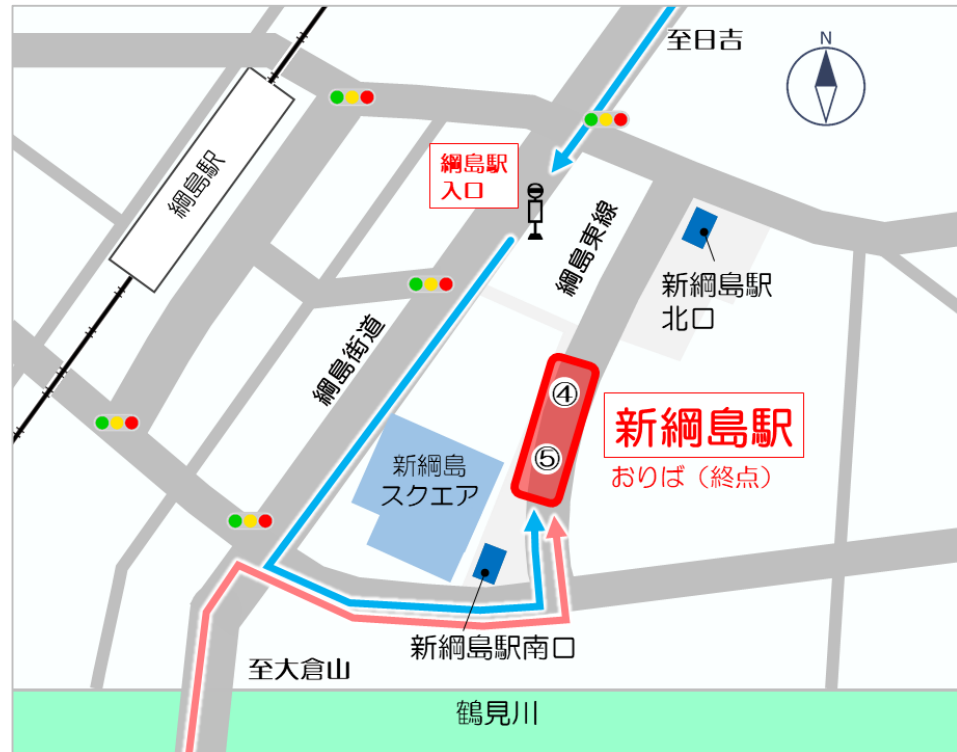 至日吉
N
綱島駅
綱島駅
入口
綱島東線
新綱島駅
北口
綱島街道
④
新綱島駅
おりば（終点）
⑤
新綱島
スクエア
新綱島駅南口
至大倉山
鶴見川